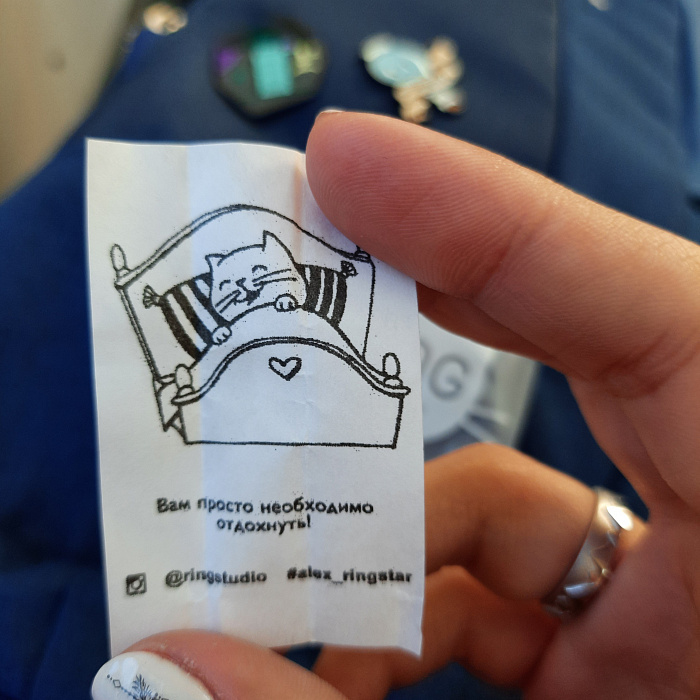 Вам просто необходимо
отдохнуть!
@ringstudio #alex_ringstar